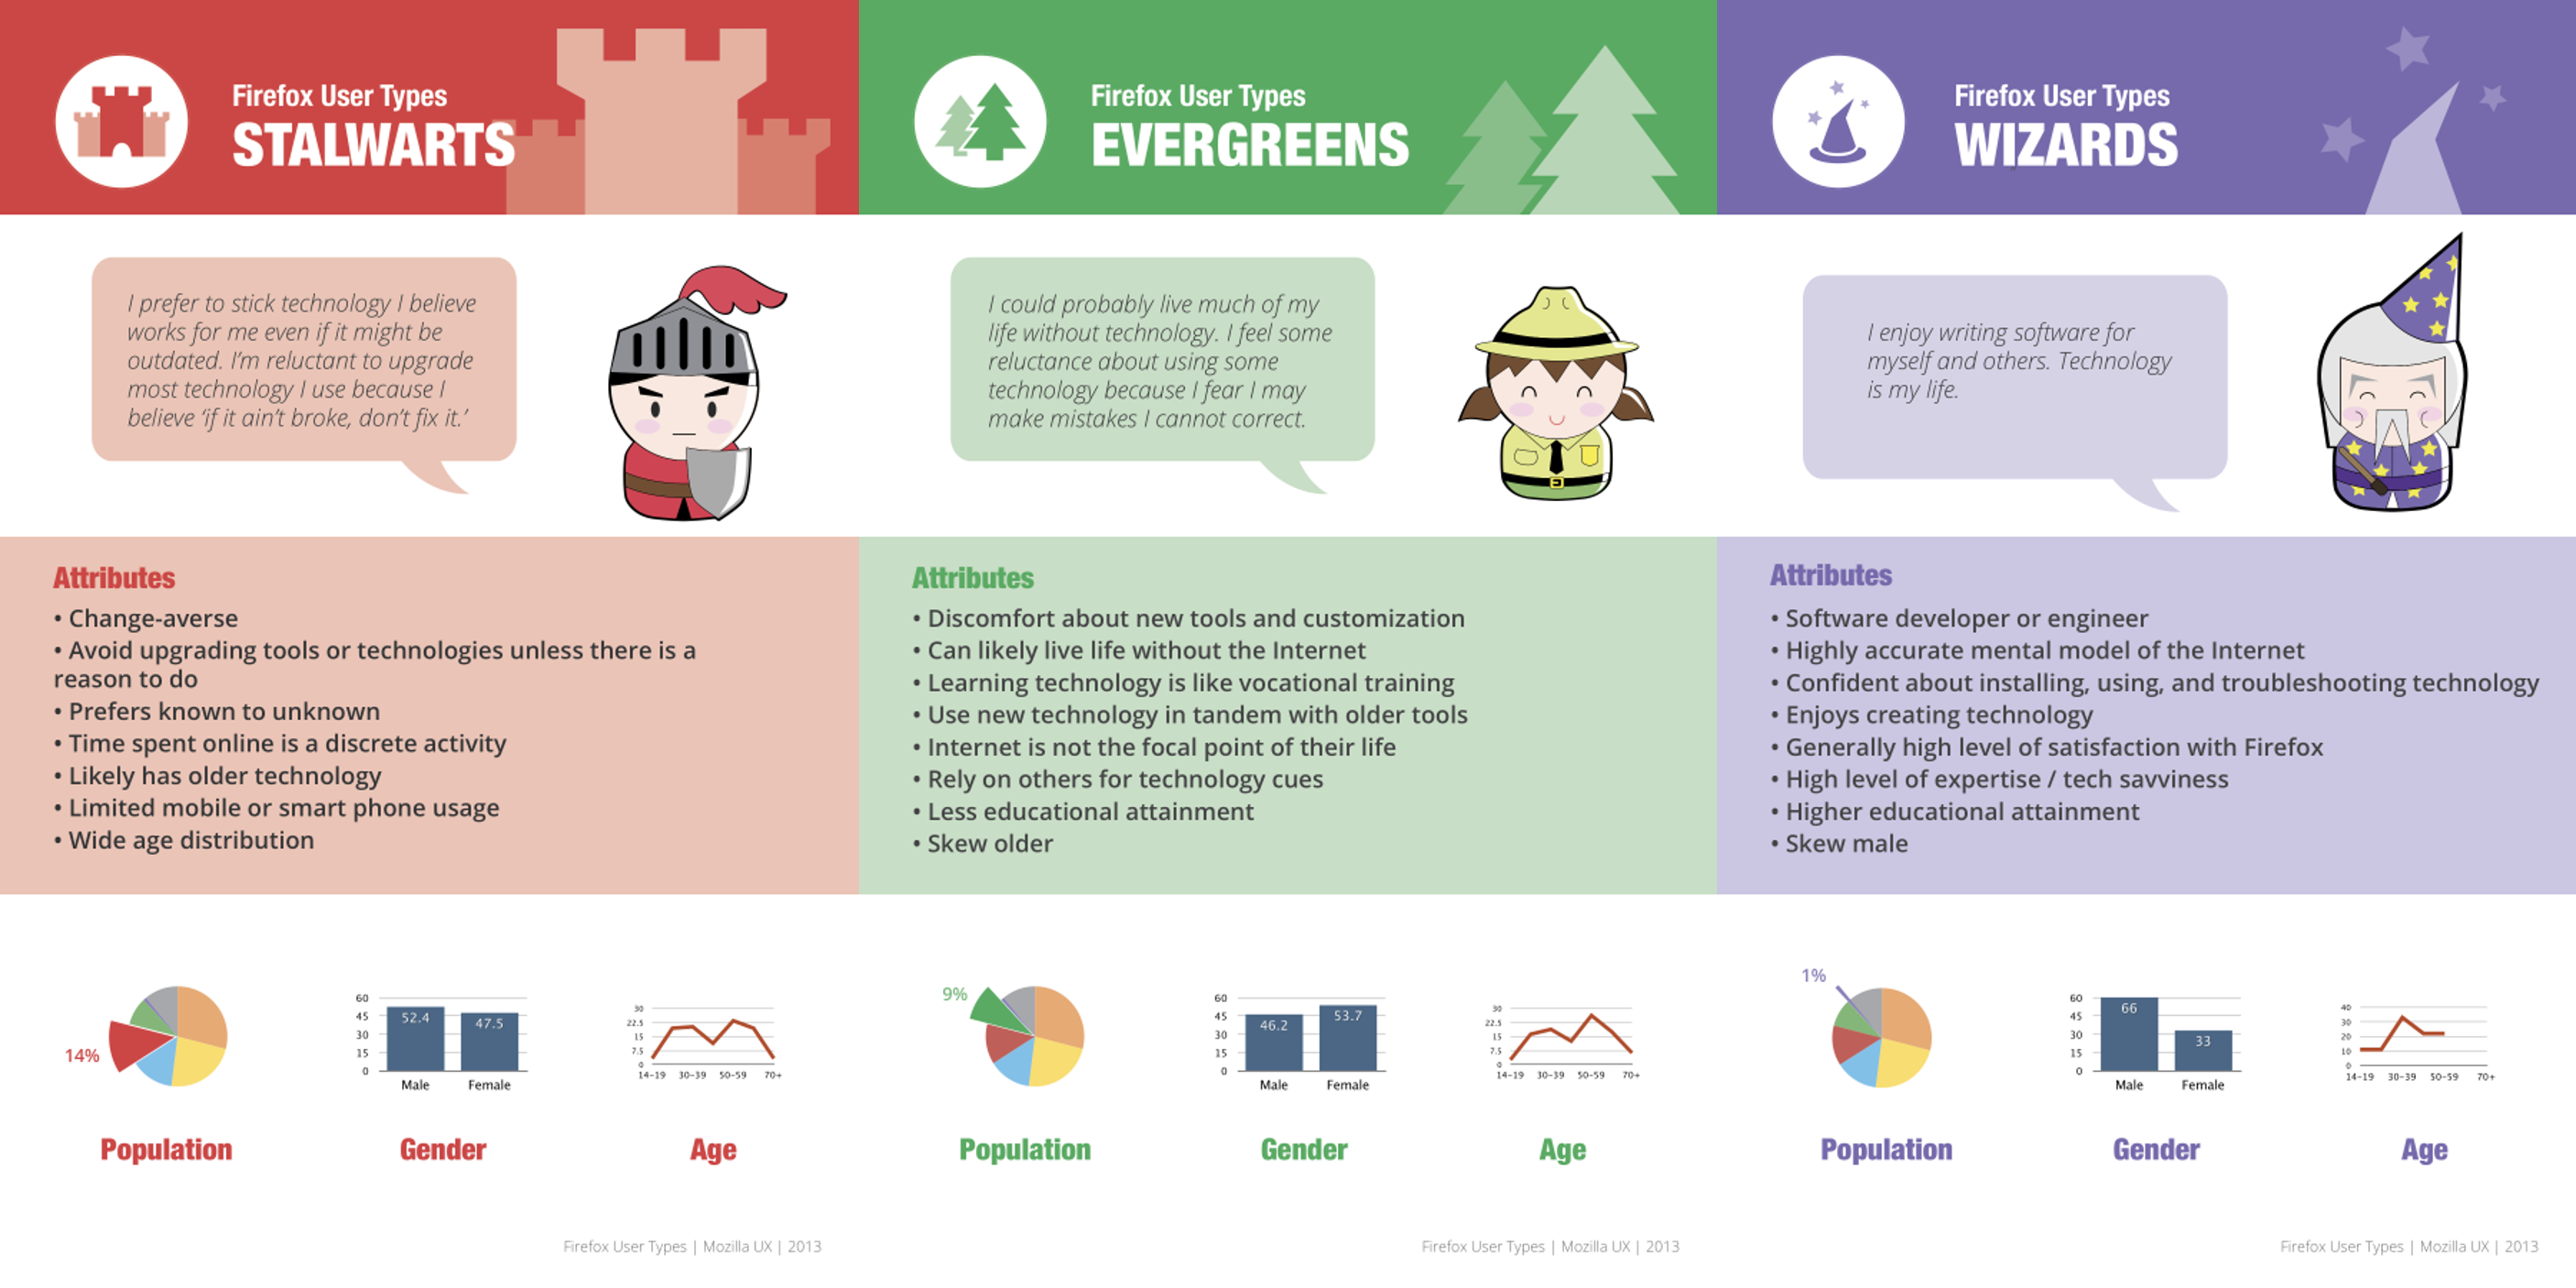 Firefox User Types
STALWARTS
I prefer to stick technology I believe
works for me even if it might be
outdated. I'm reluctant to upgrade
most technology I use because I
believe 'if it ain't broke, don't fix it.'
Attributes
• Change-averse
• Avoid upgrading tools or technologies unless there is a
reason to do
• Prefers known to unknown
• Time spent online is a discrete activity
• Likely has older technology
• Limited mobile or smart phone usage
• Wide age distribution
14%
Population
60
45
30
15
0
52.4
47.5
Male
Female
Gender
30
22.5
15
7.5
0
14-19
30-39
50-59
70+
Age
Firefox User Types | Mozilla UX | 2013
Firefox User Types
EVERGREENS
I could probably live much of my
life without technology. I feel some
reluctance about using some
technology because I fear I may
make mistakes I cannot correct.
Attributes
• Discomfort about new tools and customization
• Can likely live life without the Internet
• Learning technology is like vocational training
• Use new technology in tandem with older tools
• Internet is not the focal point of their life
• Rely on others for technology cues
• Less educational attainment
• Skew older
9%
Population
60
45
30
15
0
46.2
53.7
Male
Female
Gender
30
22.5
15
7.5
0
14-19
30-39
50-59
70+
Age
Firefox User Types | Mozilla UX | 2013
Firefox User Types
WIZARDS
I enjoy writing software for
myself and others. Technology
is my life.
Attributes
• Software developer or engineer
• Highly accurate mental model of the Internet
• Confident about installing, using, and troubleshooting technology
• Enjoys creating technology
• Generally high level of satisfaction with Firefox
• High level of expertise / tech savviness
• Higher educational attainment
• Skew male
1%
Population
60
45
30
15
0
66
33
Male
Female
Gender
40
30
20
10
0
14-19
30-39
50-59
70+
Age
Firefox User Types | Mozilla UX | 2013